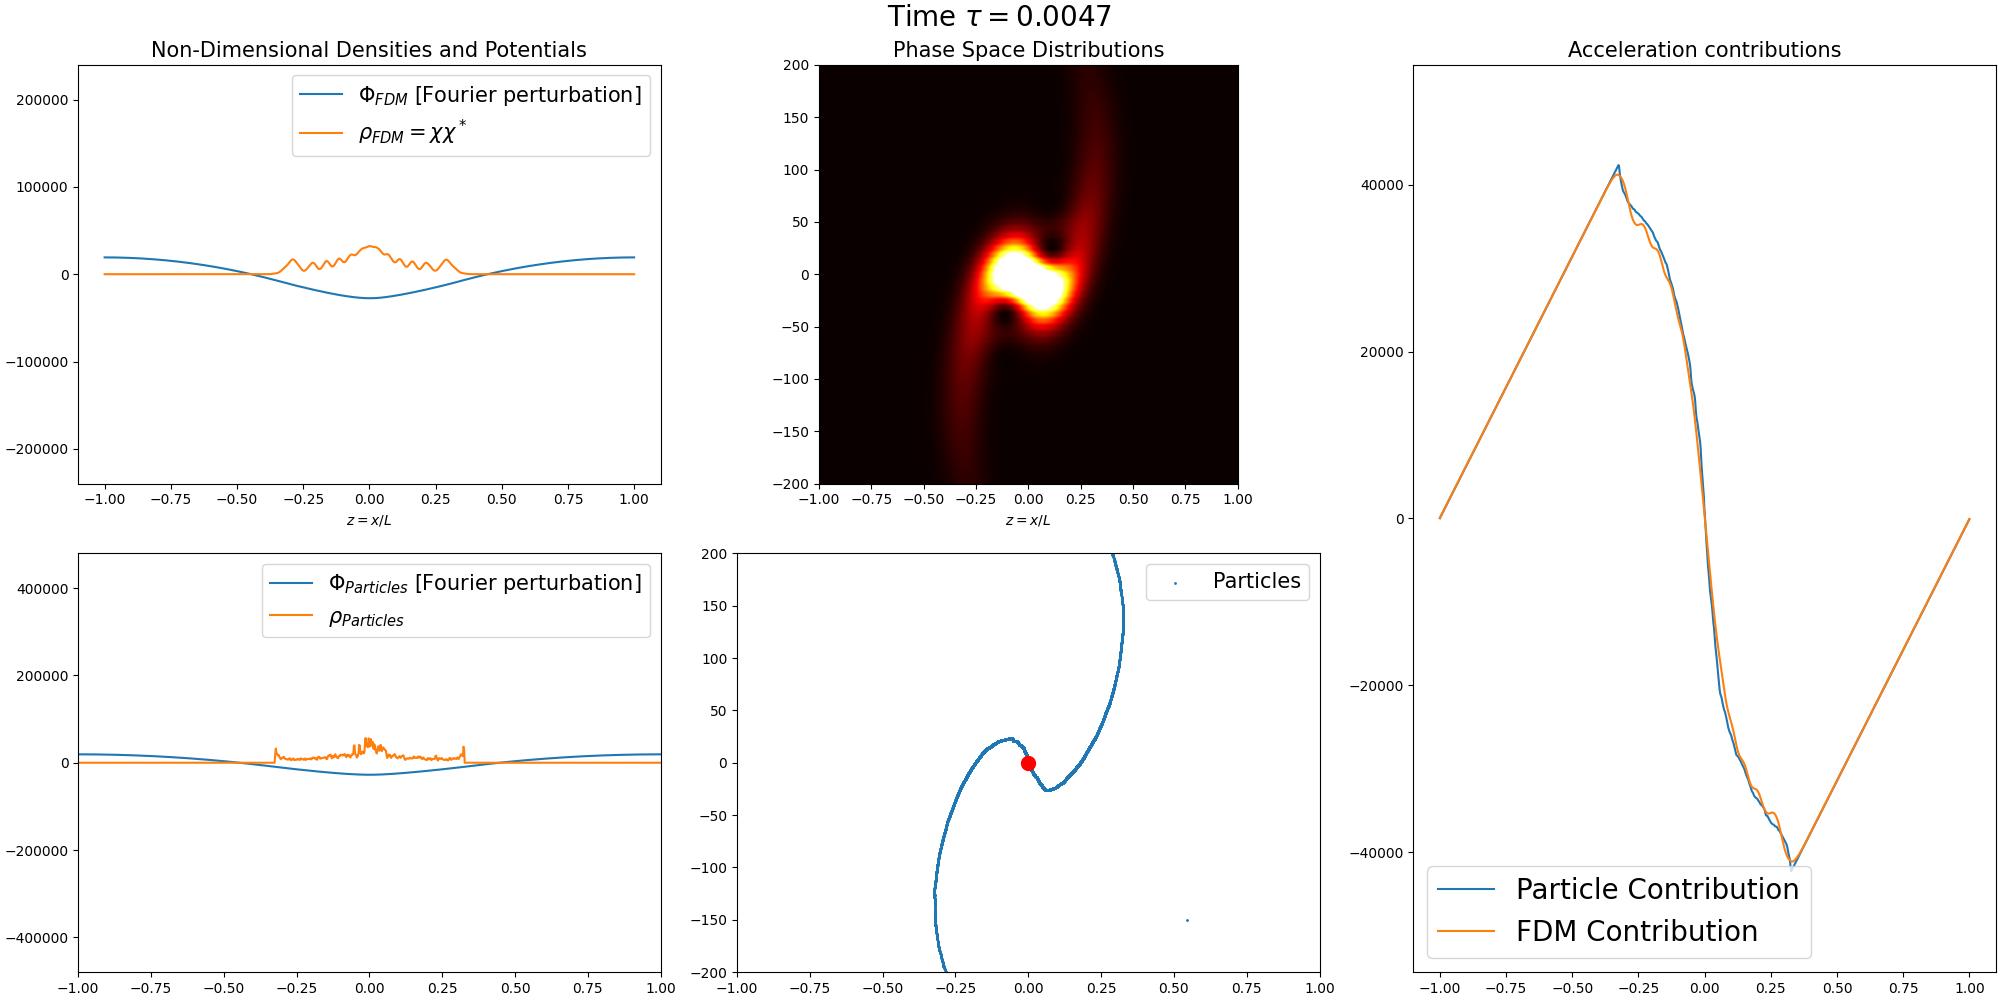 Time τ = 0.0047
Non-Dimensional Densities and Potentials
Φ_FDM [Fourier perturbation]
ρ_FDM = χχ*
200000
100000
0
−100000
−200000
−1.00 −0.75 −0.50 −0.25 0.00 0.25 0.50 0.75 1.00
z = x/L
Phase Space Distributions
200
150
100
50
0
−50
−100
−150
−200
−1.00 −0.75 −0.50 −0.25 0.00 0.25 0.50 0.75 1.00
z = x/L
Acceleration contributions
40000
20000
0
−20000
−40000
Particle Contribution
FDM Contribution
−1.00 −0.75 −0.50 −0.25 0.00 0.25 0.50 0.75 1.00
Φ_Particles [Fourier perturbation]
ρ_Particles
400000
200000
0
−200000
−400000
−1.00 −0.75 −0.50 −0.25 0.00 0.25 0.50 0.75 1.00
Particles
200
150
100
50
0
−50
−100
−150
−200
−1.00 −0.75 −0.50 −0.25 0.00 0.25 0.50 0.75 1.00